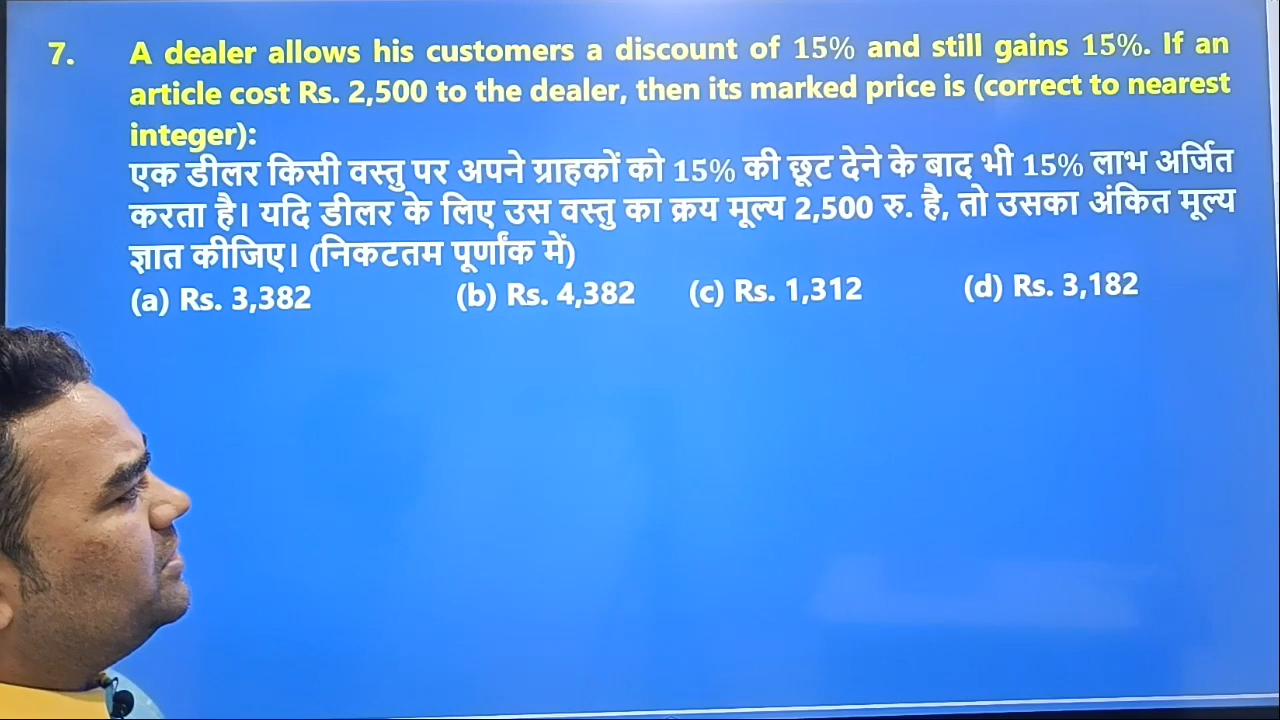 7. A dealer allows his customers a discount of 15% and still gains 15%. If an
article cost Rs. 2,500 to the dealer, then its marked price is (correct to nearest
integer):
एक डीलर किसी वस्तु पर अपने ग्राहकों को 15% की छूट देने के बाद भी 15% लाभ अर्जित
करता है। यदि डीलर के लिए उस वस्तु का क्रय मूल्य 2,500 रु. है, तो उसका अंकित मूल्य
ज्ञात कीजिए। (निकटतम पूर्णांक में)
(a) Rs. 3,382 (b) Rs. 4,382 (c) Rs. 1,312 (d) Rs. 3,182